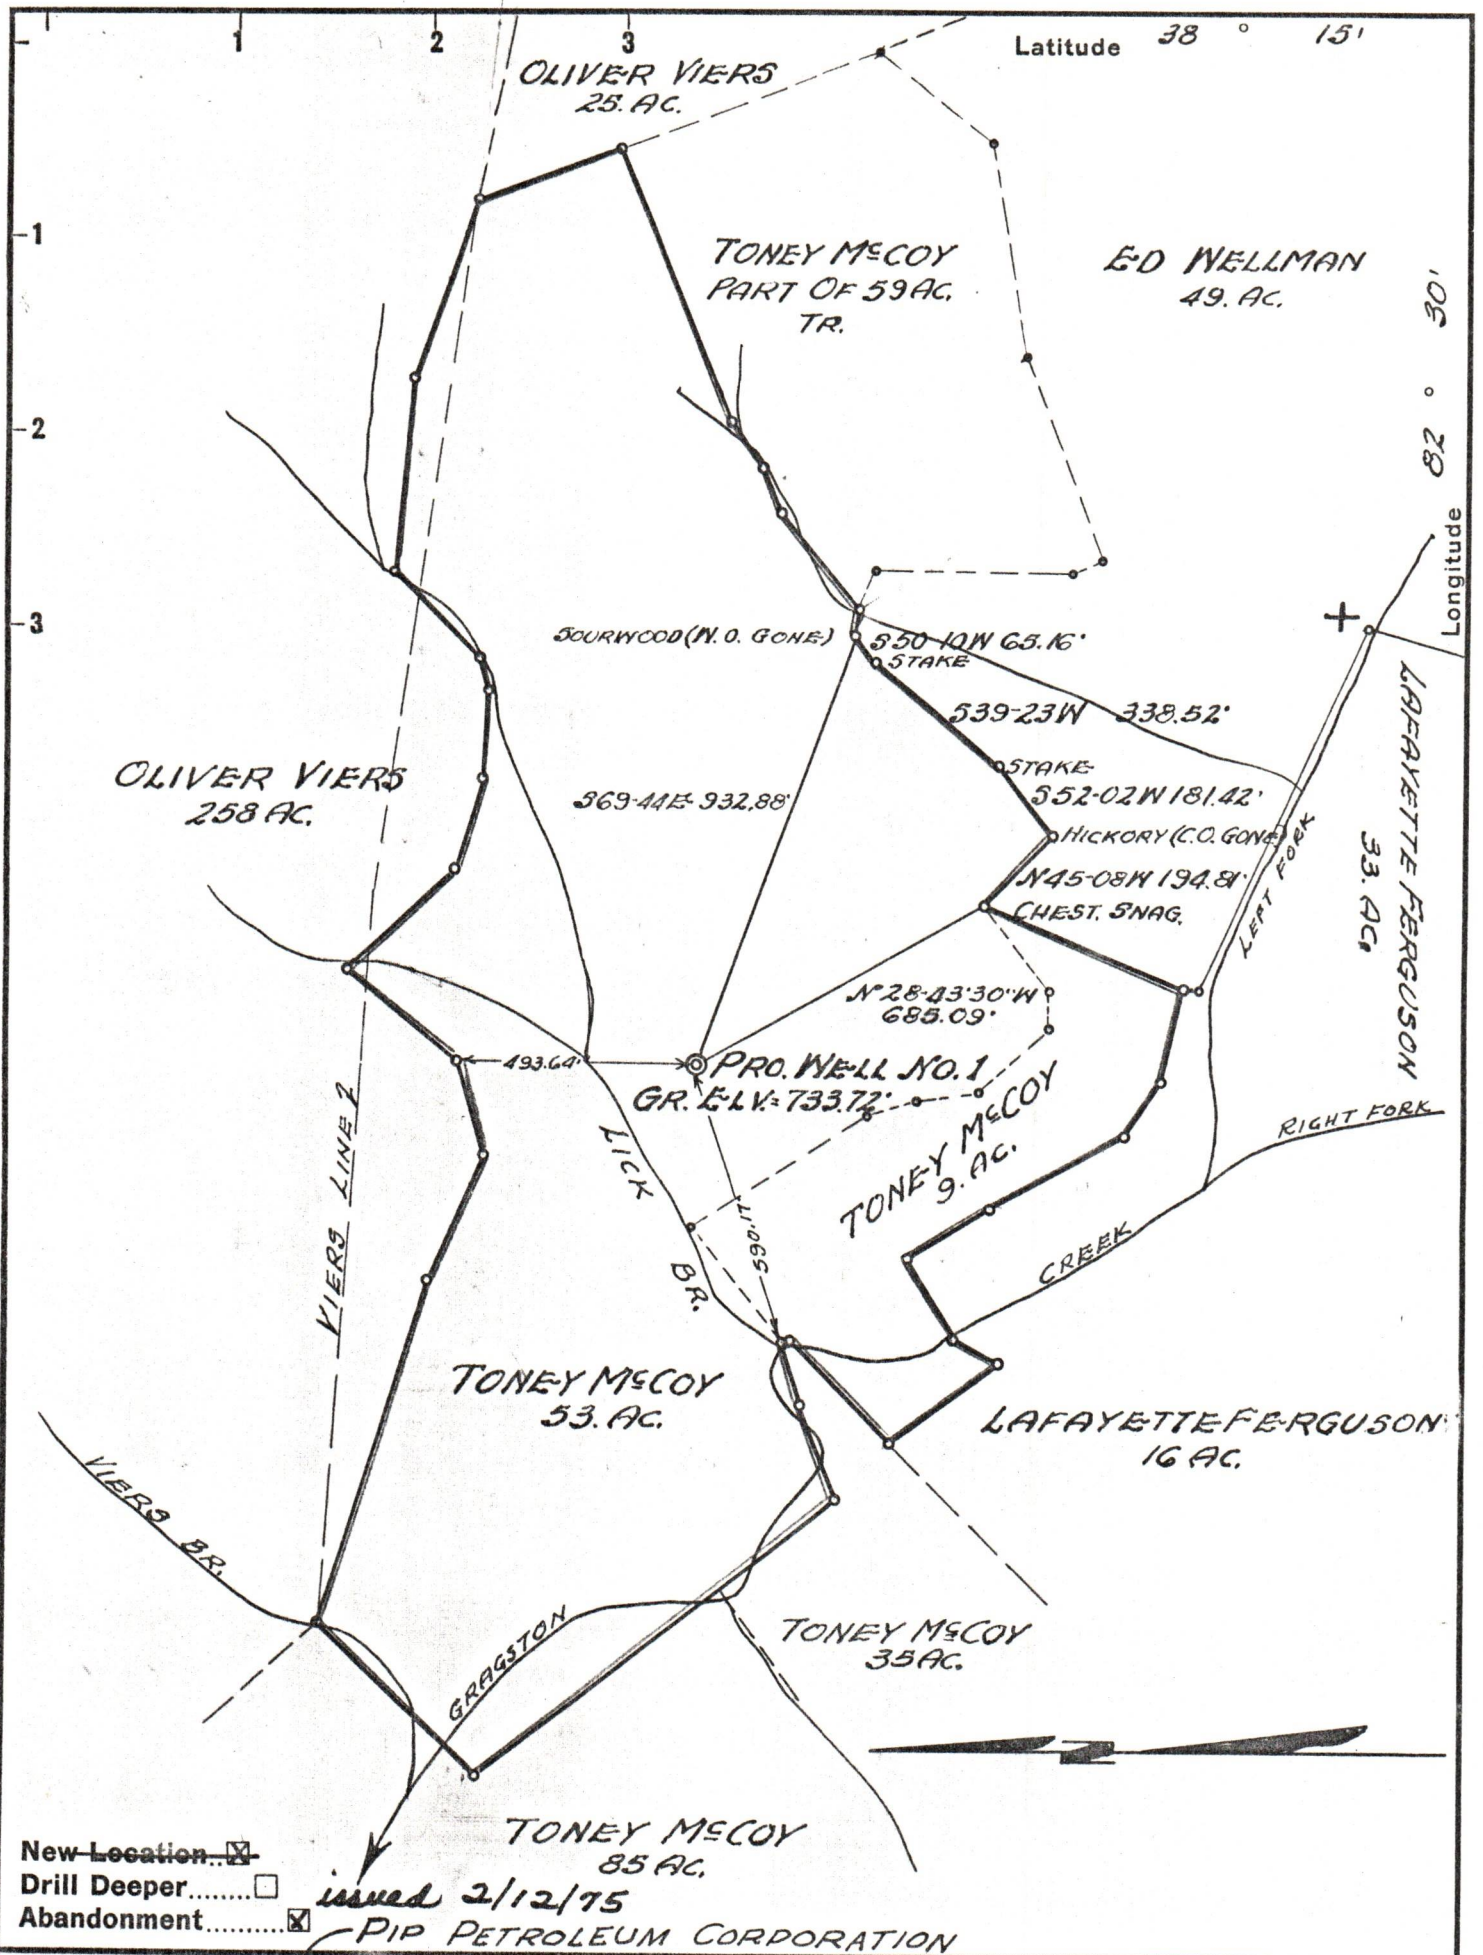 1 2 3
Latitude 38 ° 15'
OLIVER VIERS
25. AC.
-1
TONEY McCOY
PART OF 59 AC.
TR.
ED WELLMAN
49. AC.
Longitude 82 ° 30'
-2
-3
SOURWOOD (W.O. GONE)
S50-10W 65.16'
STAKE
S39-23W 338.52'
STAKE
S52-02W 181.42'
OLIVER VIERS
258 AC.
S69-44E-932.88'
HICKORY (C.O. GONE)
N45-08W 194.81'
CHEST. SNAG.
LEFT FORK
LAFAYETTE FERGUSON
33. AC.
N 28-43'30"W
685.09'
493.64'
PRO. WELL NO. 1
GR. ELV. = 733.72'
TONEY McCOY
9. AC.
RIGHT FORK
LICK
BR.
590.17'
CREEK
VIERS LINE
TONEY McCOY
53. AC.
LAFAYETTE FERGUSON
16 AC.
VIERS BR.
GRAGSTON
TONEY McCOY
35 AC.
N
TONEY McCOY
85 AC.
New Location..☒
Drill Deeper........☐
Abandonment..........☒
issued 2/12/75
PIP PETROLEUM CORPORATION